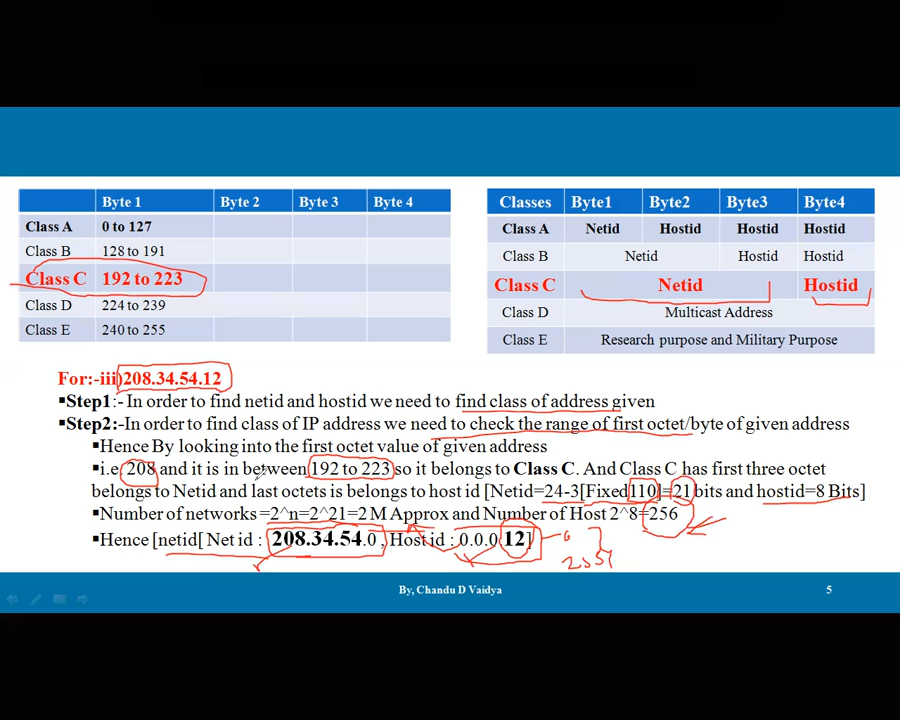 Byte 1 Byte 2 Byte 3 Byte 4
Class A 0 to 127
Class B 128 to 191
Class C 192 to 223
Class D 224 to 239
Class E 240 to 255
Classes Byte1 Byte2 Byte3 Byte4
Class A Netid Hostid Hostid Hostid
Class B Netid Hostid Hostid
Class C Netid Hostid
Class D Multicast Address
Class E Research purpose and Military Purpose
For:-iii)208.34.54.12
▪Step1:- In order to find netid and hostid we need to find class of address given
▪Step2:-In order to find class of IP address we need to check the range of first octet/byte of given address
▪Hence By looking into the first octet value of given address
▪i.e. 208 and it is in between 192 to 223 so it belongs to Class C. And Class C has first three octet
belongs to Netid and last octets is belongs to host id [Netid=24-3[Fixed 110]=21 bits and hostid=8 Bits]
▪Number of networks =2^n=2^21=2 M Approx and Number of Host 2^8=256
▪Hence [netid[ Net id : 208.34.54.0 , Host id : 0.0.0.12]
By, Chandu D Vaidya
5